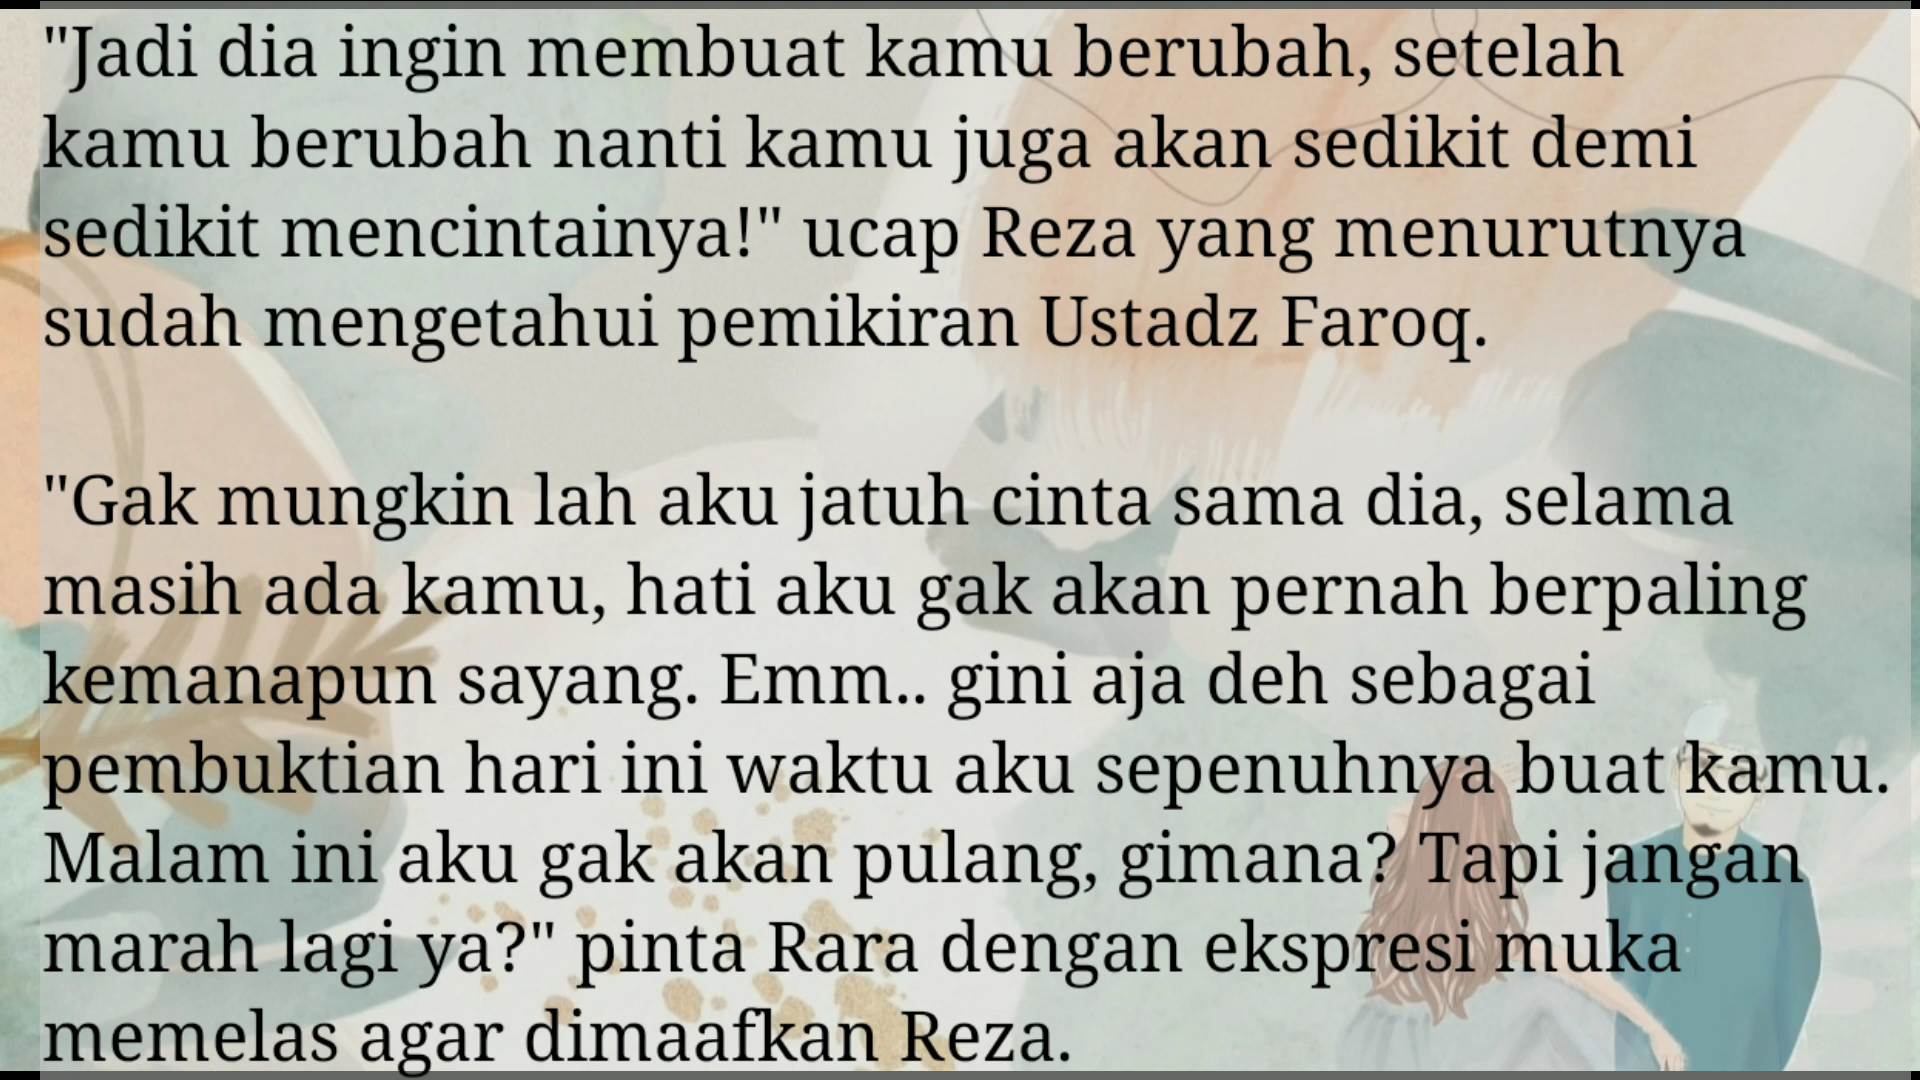 "Jadi dia ingin membuat kamu berubah, setelah
kamu berubah nanti kamu juga akan sedikit demi
sedikit mencintainya!" ucap Reza yang menurutnya
sudah mengetahui pemikiran Ustadz Faroq.
"Gak mungkin lah aku jatuh cinta sama dia, selama
masih ada kamu, hati aku gak akan pernah berpaling
kemanapun sayang. Emm.. gini aja deh sebagai
pembuktian hari ini waktu aku sepenuhnya buat kamu.
Malam ini aku gak akan pulang, gimana? Tapi jangan
marah lagi ya?" pinta Rara dengan ekspresi muka
memelas agar dimaafkan Reza.